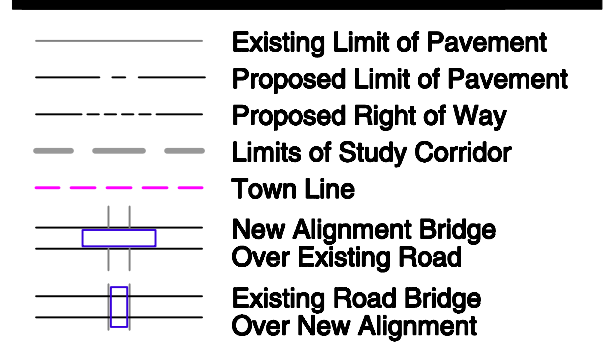 Existing Limit of Pavement
Proposed Limit of Pavement
Proposed Right of Way
Limits of Study Corridor
Town Line
New Alignment Bridge
Over Existing Road
Existing Road Bridge
Over New Alignment